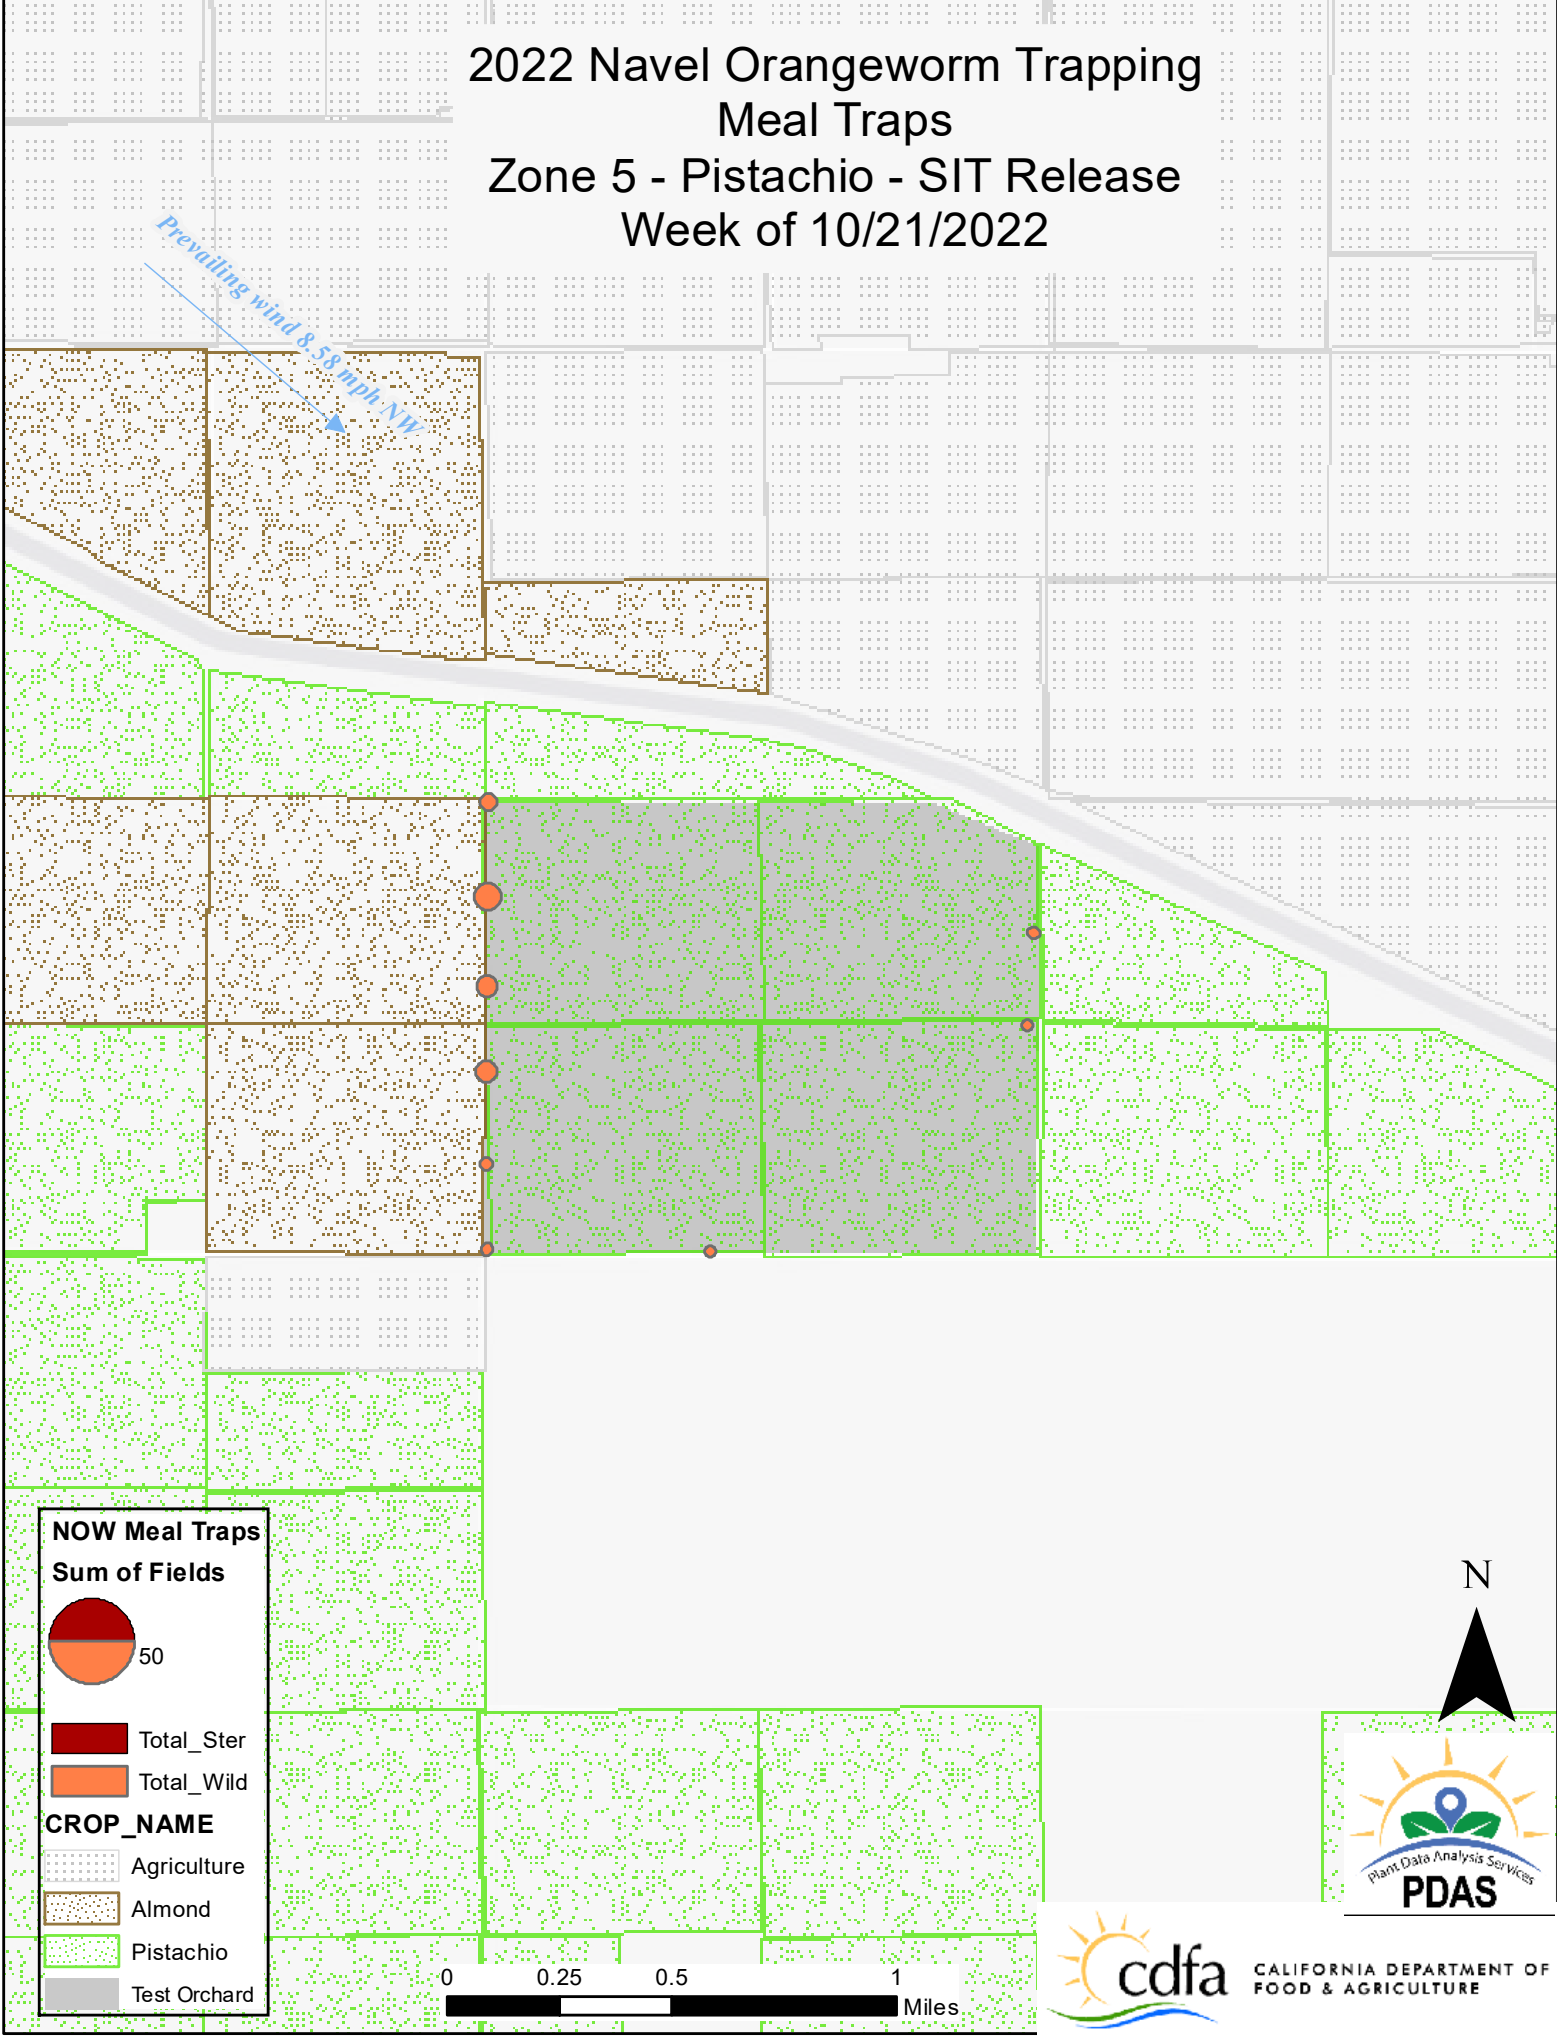 2022 Navel Orangeworm Trapping
Meal Traps
Zone 5 - Pistachio - SIT Release
Week of 10/21/2022
Prevailing wind 8.58 mph NW
NOW Meal Traps
Sum of Fields
50
Total_Ster
Total_Wild
CROP_NAME
Agriculture
Almond
Pistachio
Test Orchard
0 0.25 0.5 1
Miles
N
Plant Data Analysis Services
PDAS
cdfa
CALIFORNIA DEPARTMENT OF
FOOD & AGRICULTURE